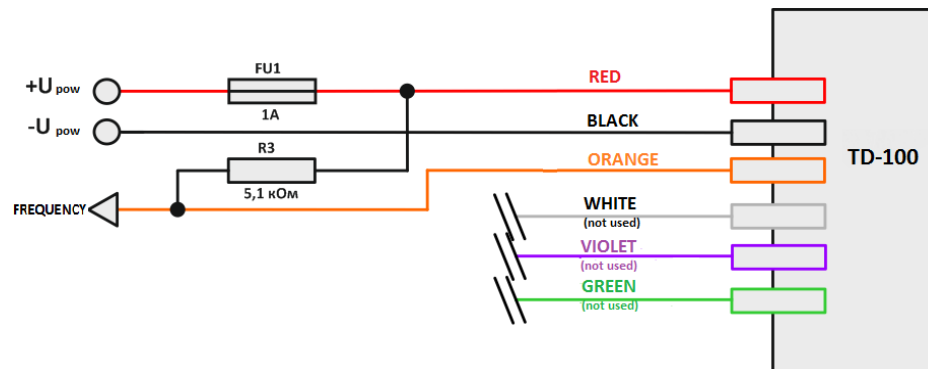 +U pow
FU1
1A
RED
-U pow
BLACK
R3
5,1 кОм
ORANGE
TD-100
FREQUENCY
WHITE
(not used)
VIOLET
(not used)
GREEN
(not used)